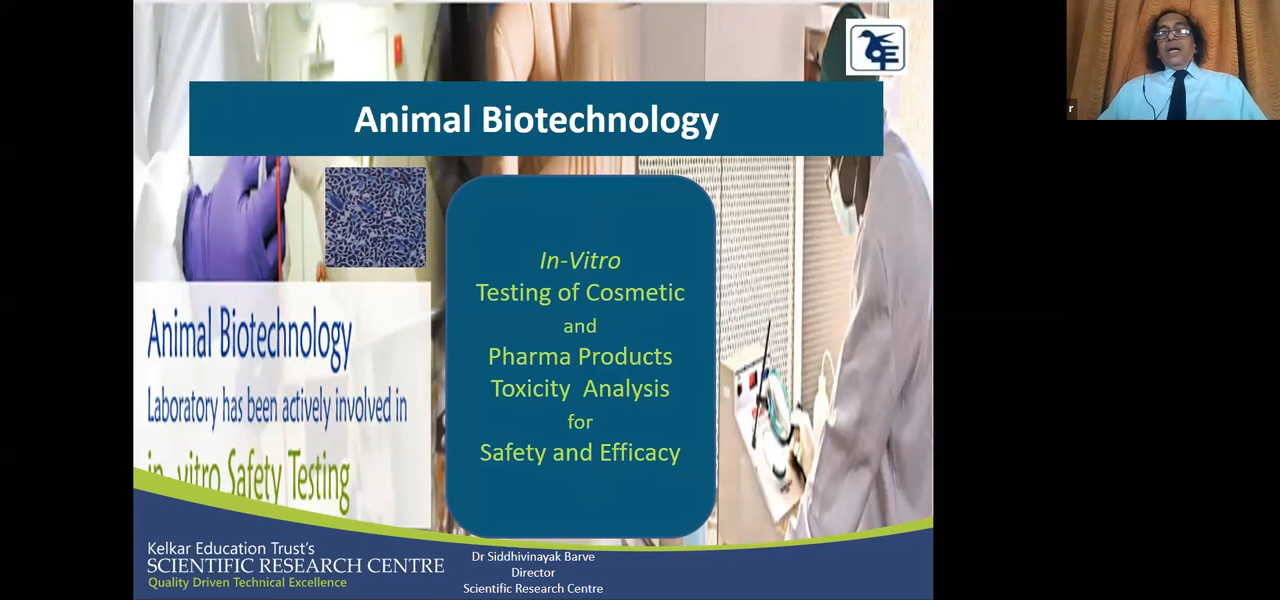 Animal Biotechnology
In-Vitro
Testing of Cosmetic
and
Pharma Products
Toxicity Analysis
for
Safety and Efficacy
Animal Biotechnology
Laboratory has been actively involved in
in-vitro Safety Testing
Kelkar Education Trust's
SCIENTIFIC RESEARCH CENTRE
Quality Driven Technical Excellence
Dr Siddhivinayak Barve
Director
Scientific Research Centre
r